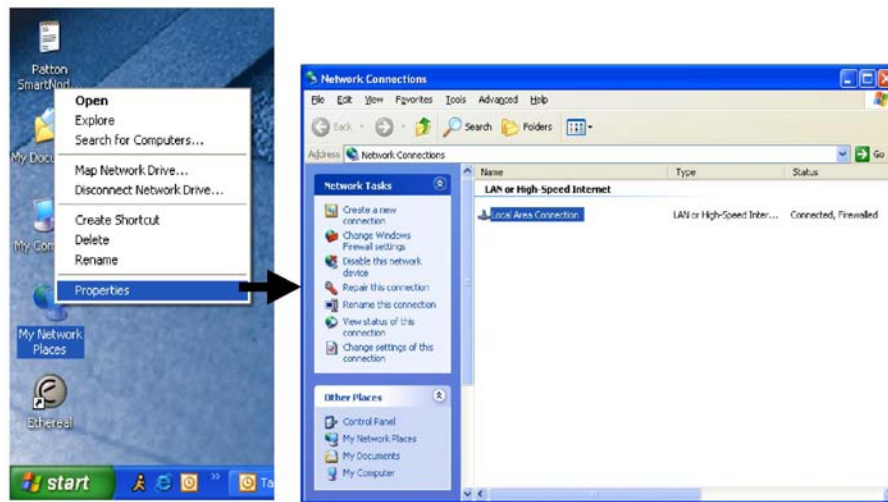 Patton
SmartNod...
Open
Explore
Search for Computers...
My Docu
Map Network Drive...
Disconnect Network Drive...
Create Shortcut
Delete
My Com
Rename
Properties
My Network
Places
Ethereal
start
Network Connections
File Edit View Favorites Tools Advanced Help
Back Search Folders
Address Network Connections Go
Network Tasks
Create a new
connection
Change Windows
Firewall settings
Disable this network
device
Repair this connection
Rename this connection
View status of this
connection
Change settings of this
connection
Other Places
Control Panel
My Network Places
My Documents
My Computer
Name Type Status
LAN or High-Speed Internet
Local Area Connection LAN or High-Speed Inter... Connected, Firewalled